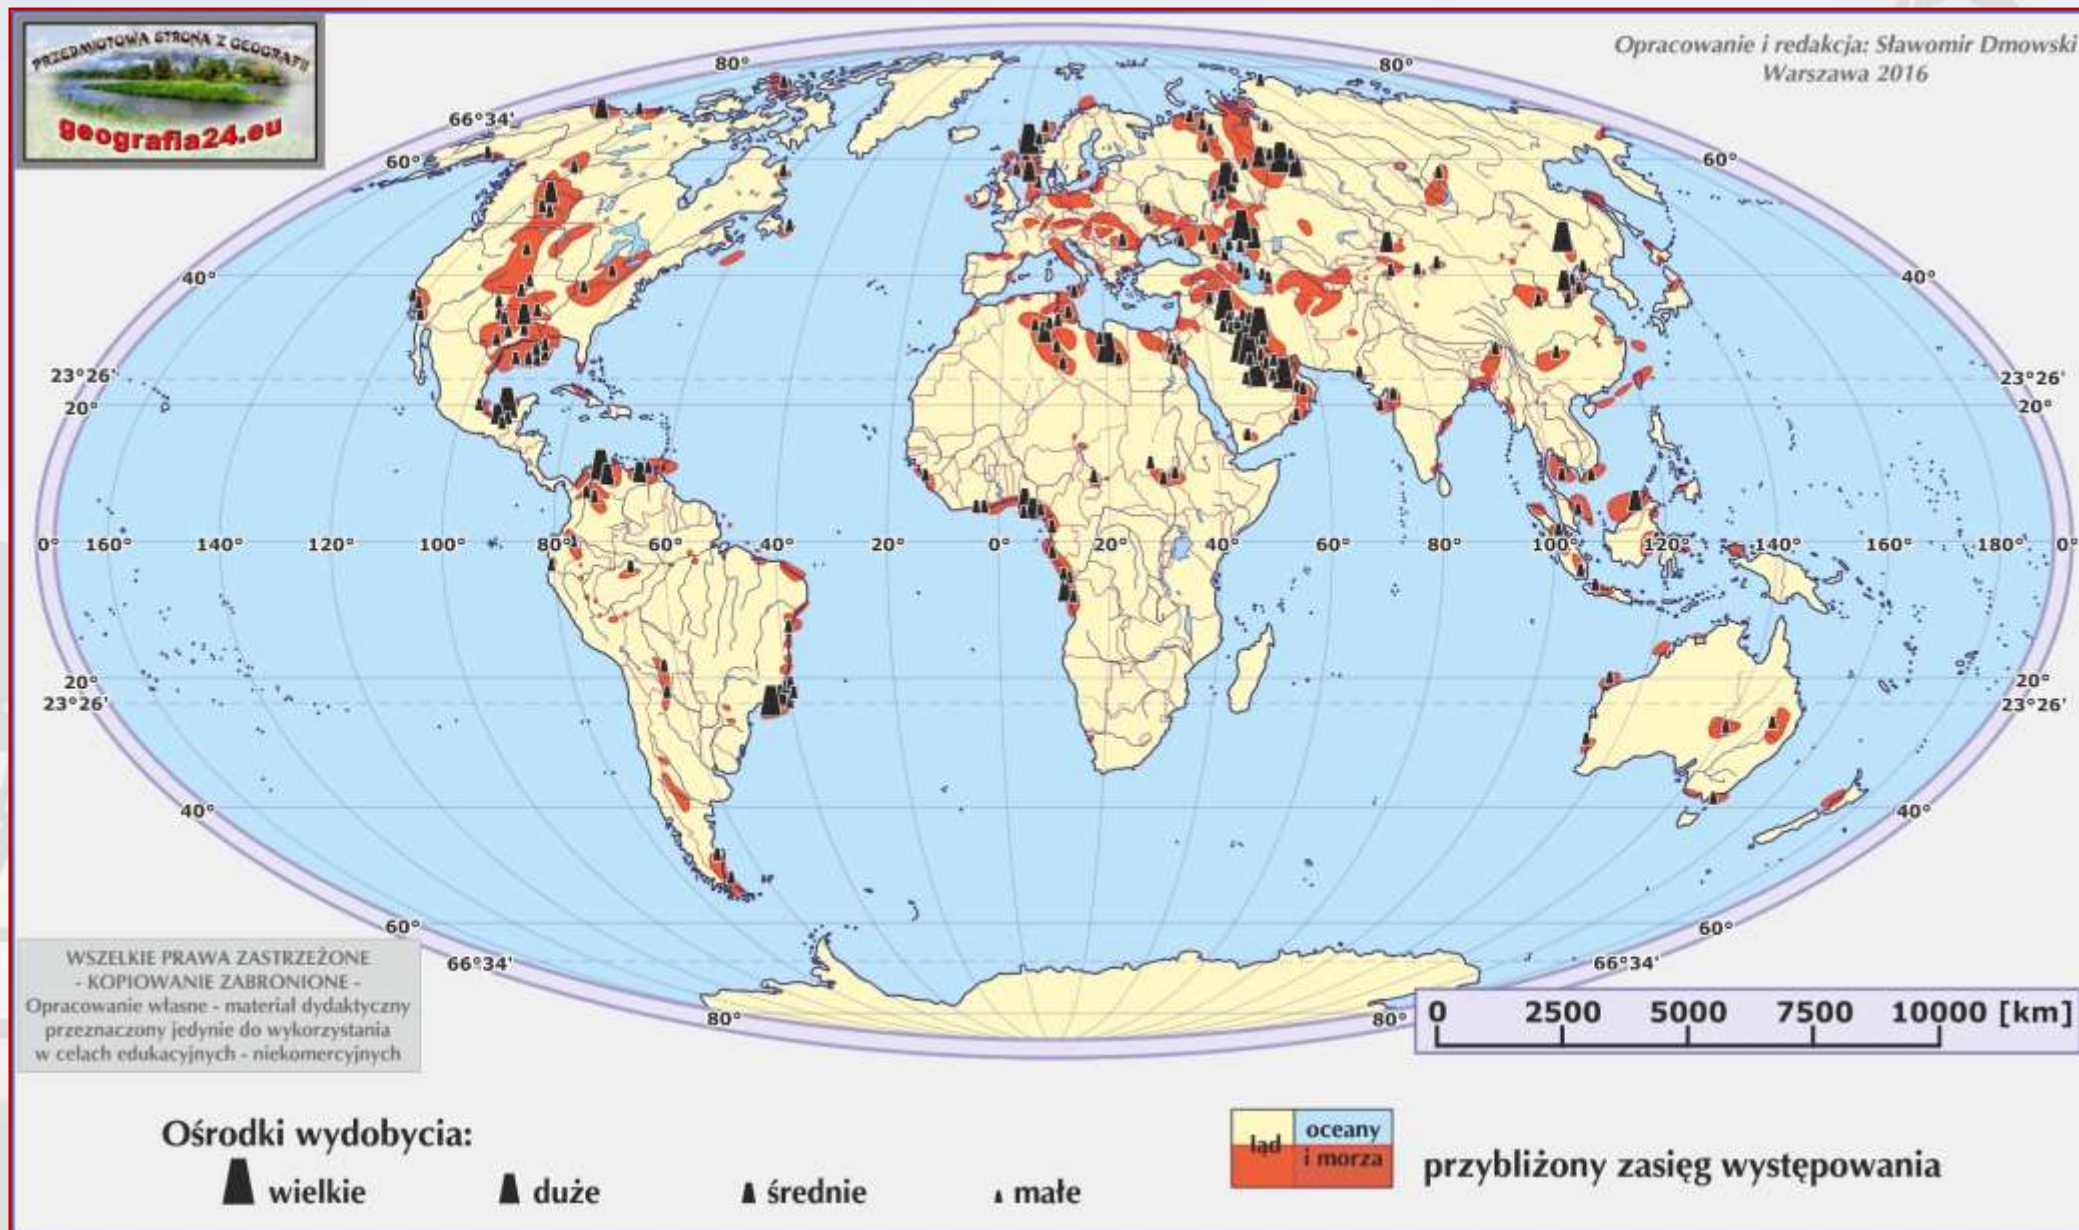 PRZEDMIOTOWA STRONA Z GEOGRAFII
geografia24.eu
Opracowanie i redakcja: Sławomir Dmowski
Warszawa 2016
80° 80°
66°34'
60° 60°
40° 40°
23°26' 23°26'
20° 20°
0° 160° 140° 120° 100° 80° 60° 40° 20° 0° 20° 40° 60° 80° 100° 120° 140° 160° 180° 0°
20° 20°
23°26' 23°26'
40° 40°
60° 60°
66°34' 66°34'
80° 80°
WSZELKIE PRAWA ZASTRZEŻONE
- KOPIOWANIE ZABRONIONE -
Opracowanie własne - materiał dydaktyczny
przeznaczony jedynie do wykorzystania
w celach edukacyjnych - niekomercyjnych
0 2500 5000 7500 10000 [km]
Ośrodki wydobycia:
wielkie duże średnie małe
ląd oceany
i morza
przybliżony zasięg występowania